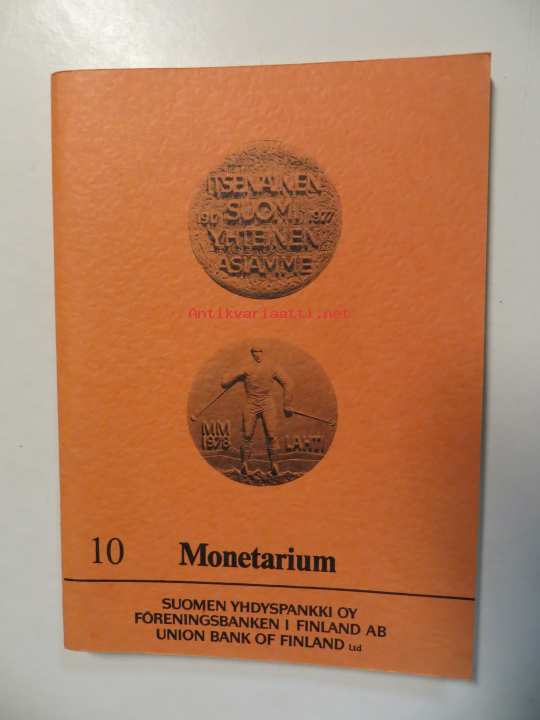 ITSENÄINEN
SUOMI
1917 1977
YHTEINEN
ASIAMME
Antikvariaatti.net
MM
1978
LAHTI
10 Monetarium
SUOMEN YHDYSPANKKI OY
FÖRENINGSBANKEN I FINLAND AB
UNION BANK OF FINLAND Ltd